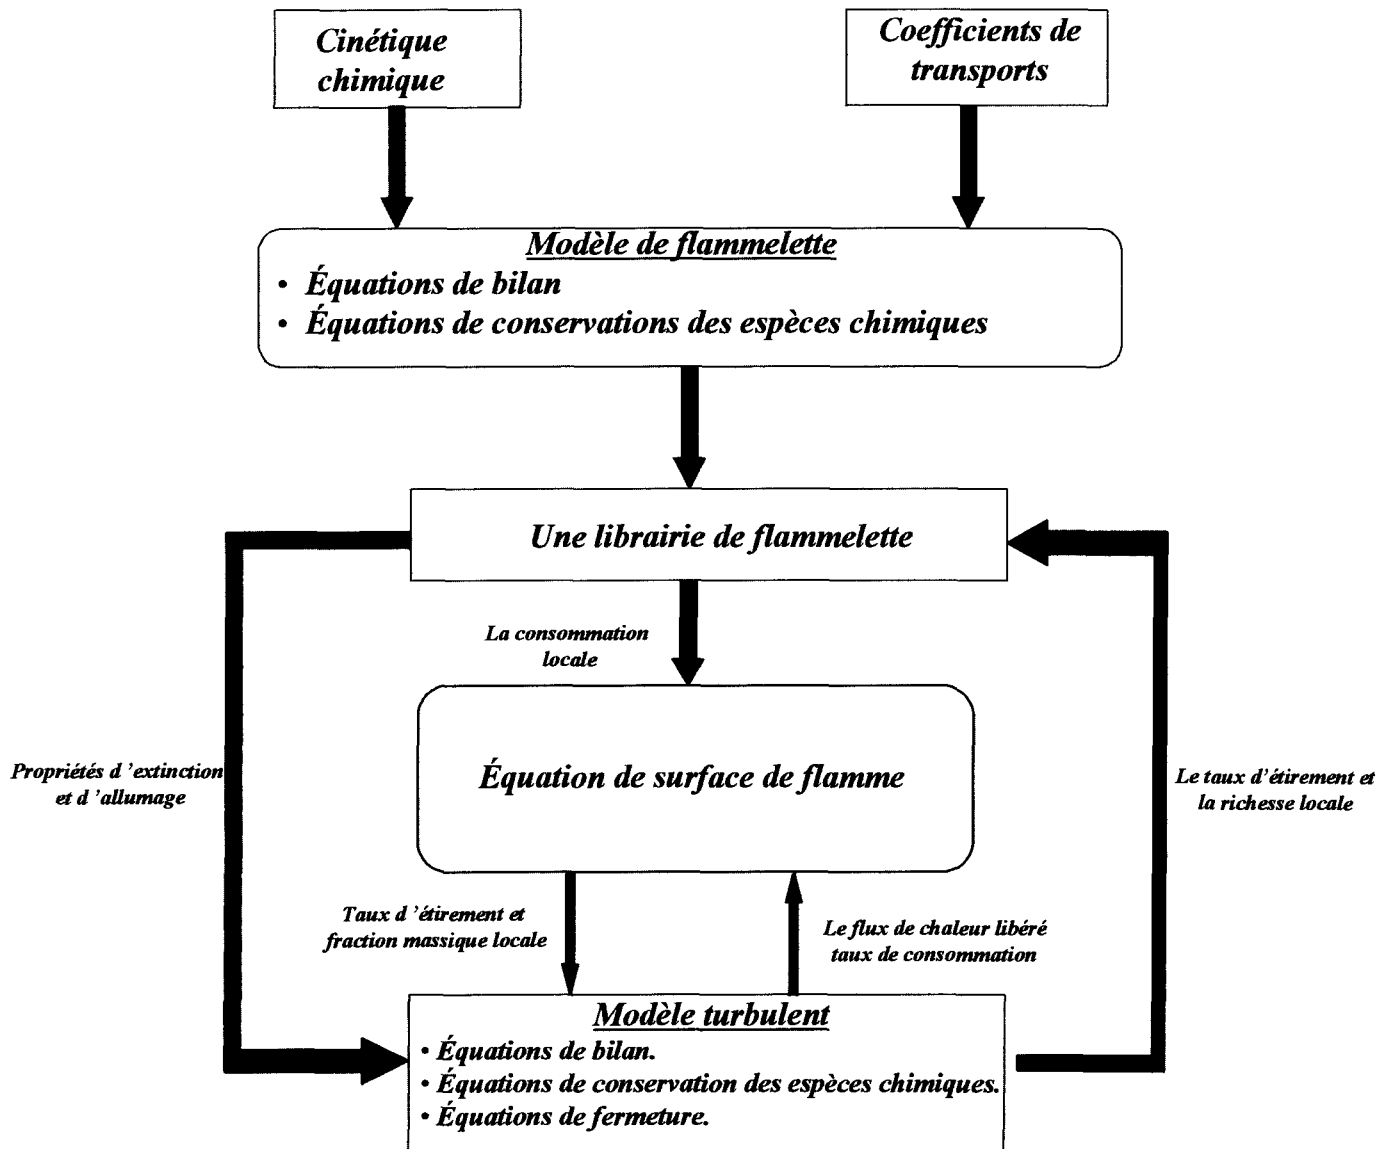 Cinétique
chimique
Coefficients de
transports
Modèle de flammelette
• Équations de bilan
• Équations de conservations des espèces chimiques
Une librairie de flammelette
La consommation
locale
Équation de surface de flamme
Propriétés d ’extinction
et d ’allumage
Le taux d’étirement et
la richesse locale
Taux d ’étirement et
fraction massique locale
Le flux de chaleur libéré
taux de consommation
Modèle turbulent
• Équations de bilan.
• Équations de conservation des espèces chimiques.
• Équations de fermeture.